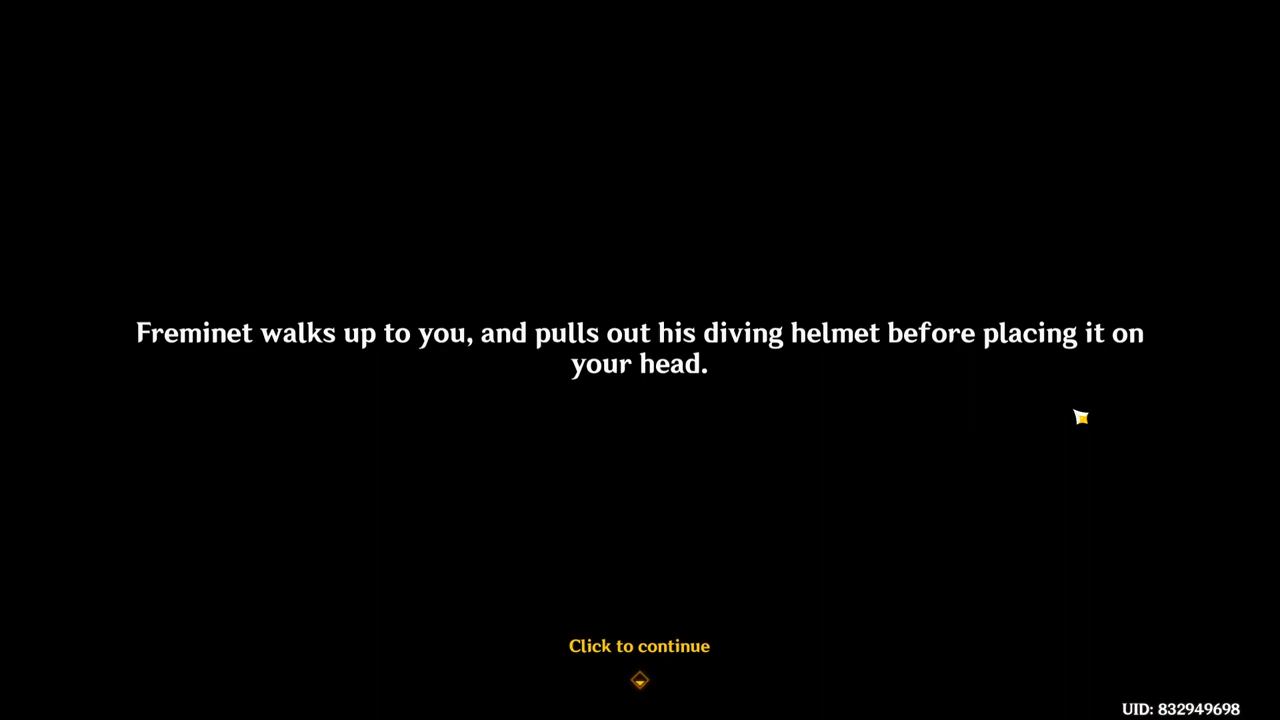 Freminet walks up to you, and pulls out his diving helmet before placing it on
your head.
Click to continue
UID: 832949698